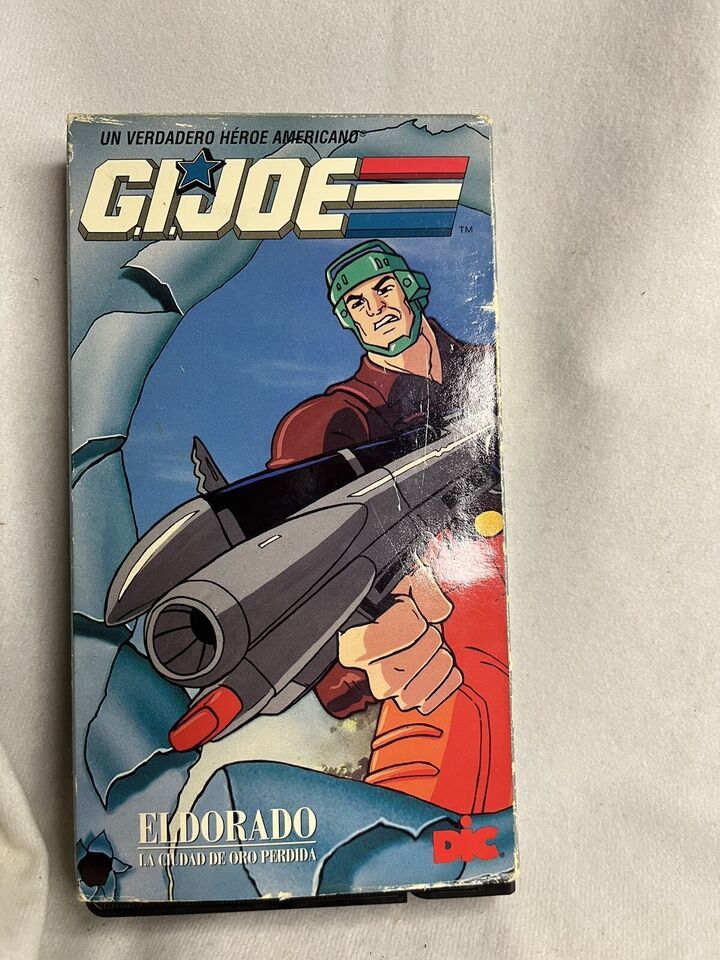 UN VERDADERO HÉROE AMERICANO®
G.I. JOE
TM
ELDORADO
LA CIUDAD DE ORO PERDIDA
DiC